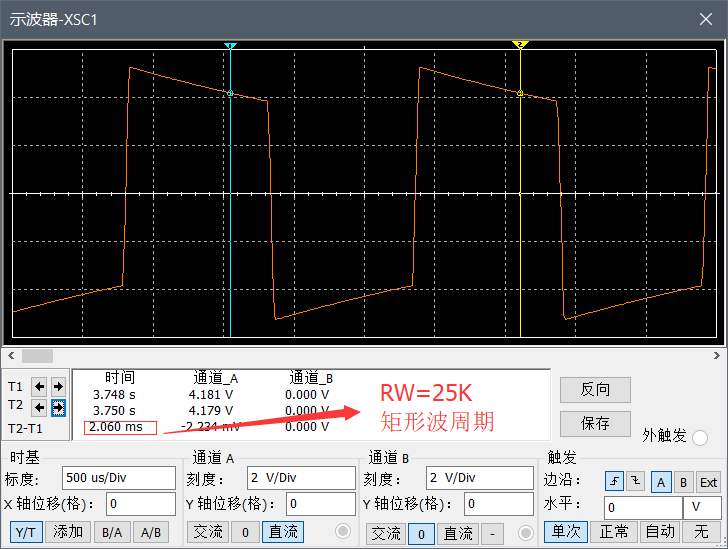 示波器-XSC1
1
2
T1
T2
T2-T1
时间 通道_A 通道_B
3.748 s 4.181 V 0.000 V
3.750 s 4.179 V 0.000 V
2.060 ms -2.234 mV 0.000 V
RW=25K
矩形波周期
反向
保存
外触发
时基
标度: 500 us/Div
X 轴位移(格): 0
Y/T 添加 B/A A/B
通道 A
刻度: 2 V/Div
Y 轴位移(格): 0
交流 0 直流
通道 B
刻度: 2 V/Div
Y 轴位移(格): 0
交流 0 直流 -
触发
边沿: A B Ext
水平: 0 V
单次 正常 自动 无